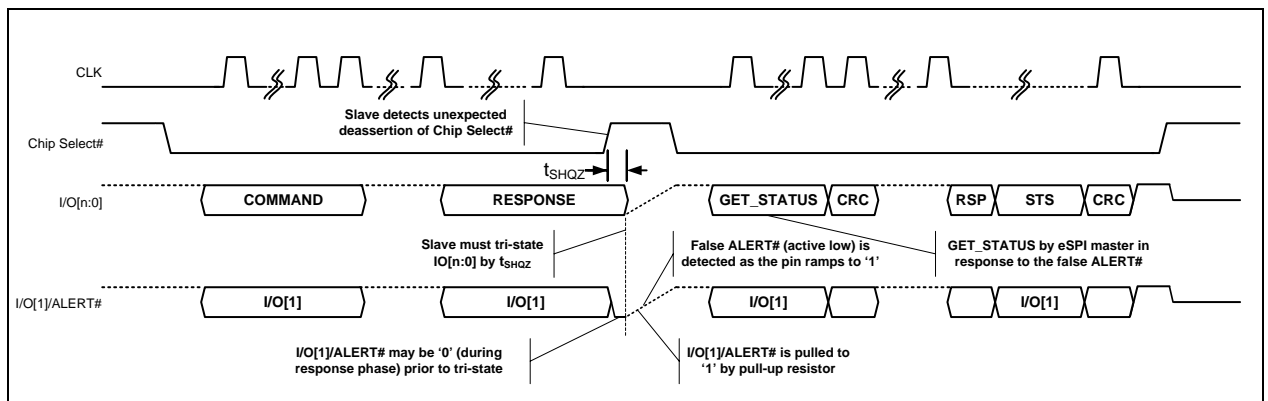 CLK
Slave detects unexpected
deassertion of Chip Select#
Chip Select#
tSHQZ
I/O[n:0]
COMMAND
RESPONSE
GET_STATUS
CRC
RSP
STS
CRC
Slave must tri-state
IO[n:0] by tSHQZ
False ALERT# (active low) is
detected as the pin ramps to ‘1’
GET_STATUS by eSPI master in
response to the false ALERT#
I/O[1]/ALERT#
I/O[1]
I/O[1]
I/O[1]
I/O[1]
I/O[1]/ALERT# may be ‘0’ (during
response phase) prior to tri-state
I/O[1]/ALERT# is pulled to
‘1’ by pull-up resistor